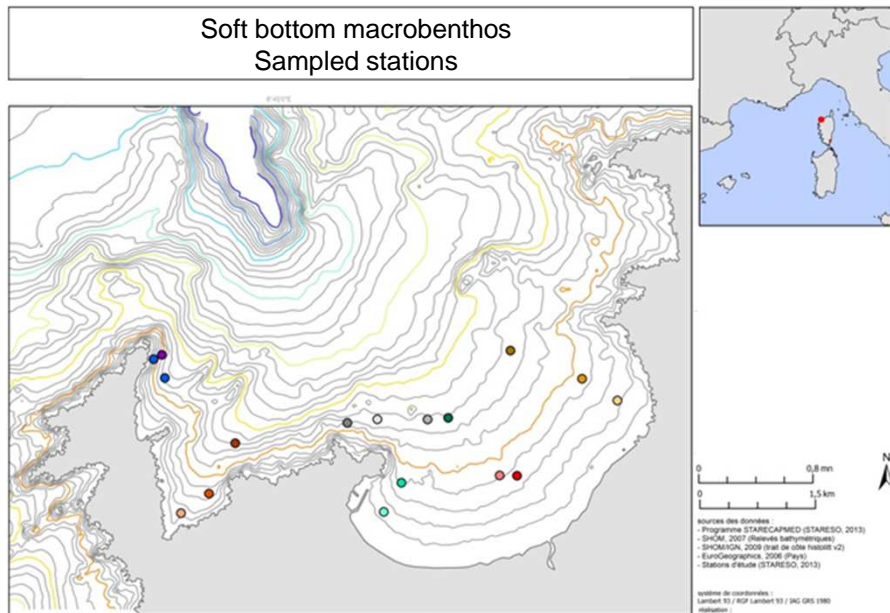 Soft bottom macrobenthos
Sampled stations
N
0 0,8 mn
0 1,5 km
sources des données :
- Programme STARECAPMED (STARESO, 2013)
- SHOM, 2007 (Relevés bathymétriques)
- SHOM/IGN, 2009 (trait de côte histolitt v2)
- EuroGeographics, 2006 (Pays)
- Stations d'étude (STARESO, 2013)
système de coordonnées :
Lambert 93 / RGF Lambert 93 / IAG GRS 1980
réalisation :